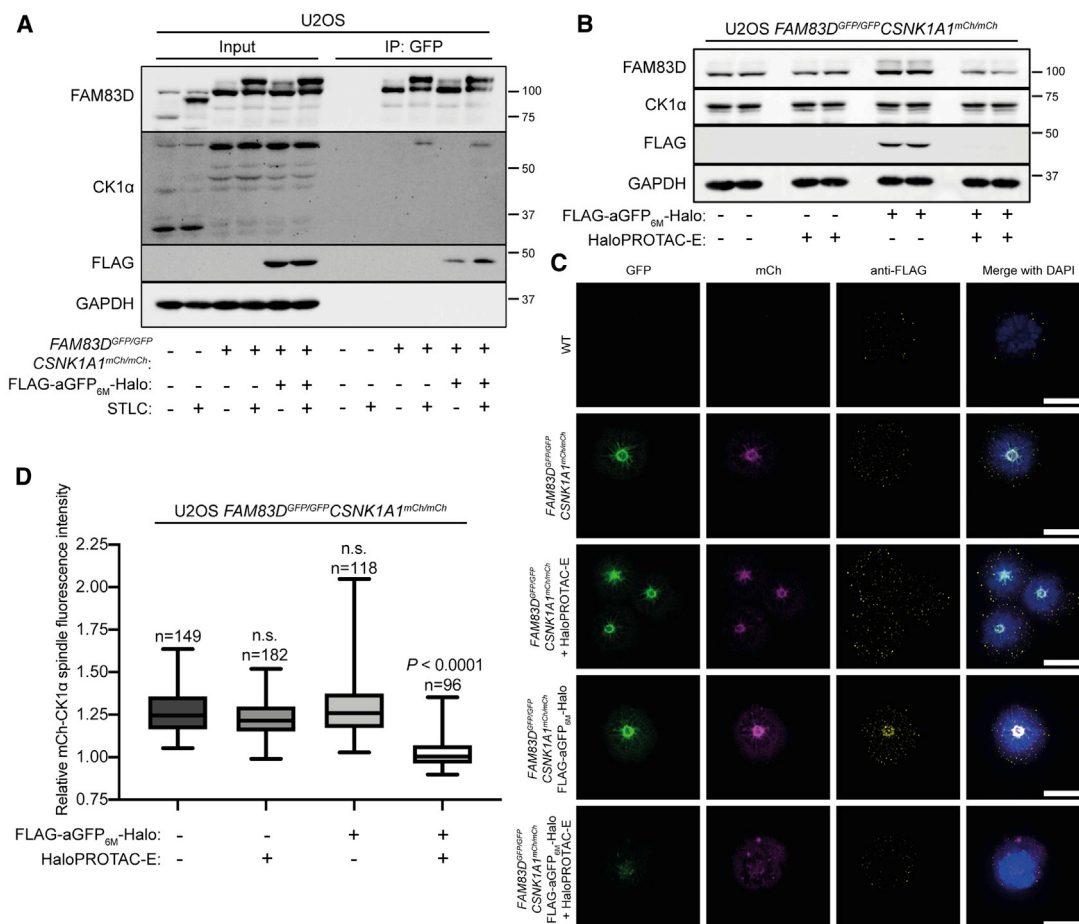 A
U2OS
Input IP: GFP
FAM83D
100
75
CK1α
50
37
FLAG
50
GAPDH
37
FAM83D^GFP/GFP
CSNK1A1^mCh/mCh: - - + + + + - - + + + +
FLAG-aGFP6M-Halo: - - - - + + - - - - + +
STLC: - + - + - + - + - + - +
B
U2OS FAM83D^GFP/GFP CSNK1A1^mCh/mCh
FAM83D
100
CK1α
75
FLAG
50
GAPDH
37
FLAG-aGFP6M-Halo: - - - - + + + +
HaloPROTAC-E: - - + + - - + +
C
GFP mCh anti-FLAG Merge with DAPI
WT
FAM83D^GFP/GFP
CSNK1A1^mCh/mCh
FAM83D^GFP/GFP
CSNK1A1^mCh/mCh
+ HaloPROTAC-E
FAM83D^GFP/GFP
CSNK1A1^mCh/mCh
FLAG-aGFP6M-Halo
FAM83D^GFP/GFP
CSNK1A1^mCh/mCh
FLAG-aGFP6M-Halo
+ HaloPROTAC-E
D
U2OS FAM83D^GFP/GFP CSNK1A1^mCh/mCh
Relative mCh-CK1α spindle fluorescence intensity
2.25
2.00
1.75
1.50
1.25
1.00
0.75
n=149
n.s.
n=182
n.s.
n=118
P < 0.0001
n=96
FLAG-aGFP6M-Halo: - - + +
HaloPROTAC-E: - + - +